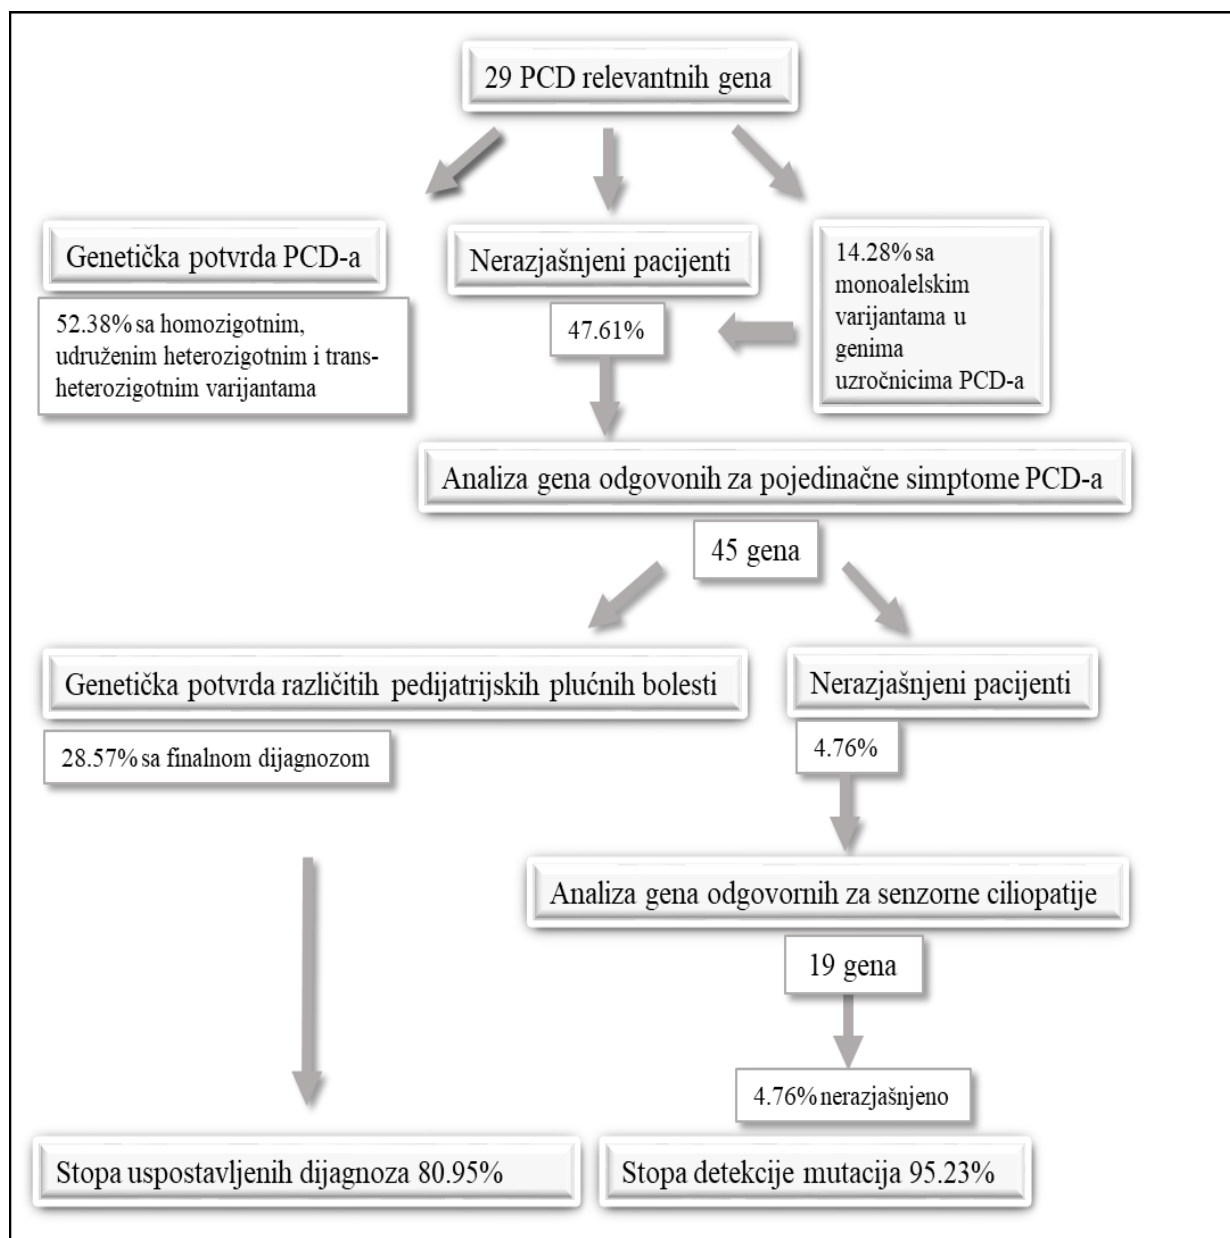 29 PCD relevantnih gena
Genetička potvrda PCD-a
52.38% sa homozigotnim,
udruženim heterozigotnim i trans-
heterozigotnim varijantama
Nerazjašnjeni pacijenti
47.61%
14.28% sa
monoalelskim
varijantama u
genima
uzročnicima PCD-a
Analiza gena odgovonih za pojedinačne simptome PCD-a
45 gena
Genetička potvrda različitih pedijatrijskih plućnih bolesti
28.57% sa finalnom dijagnozom
Nerazjašnjeni pacijenti
4.76%
Analiza gena odgovornih za senzorne ciliopatije
19 gena
4.76% nerazjašnjeno
Stopa uspostavljenih dijagnoza 80.95%
Stopa detekcije mutacija 95.23%